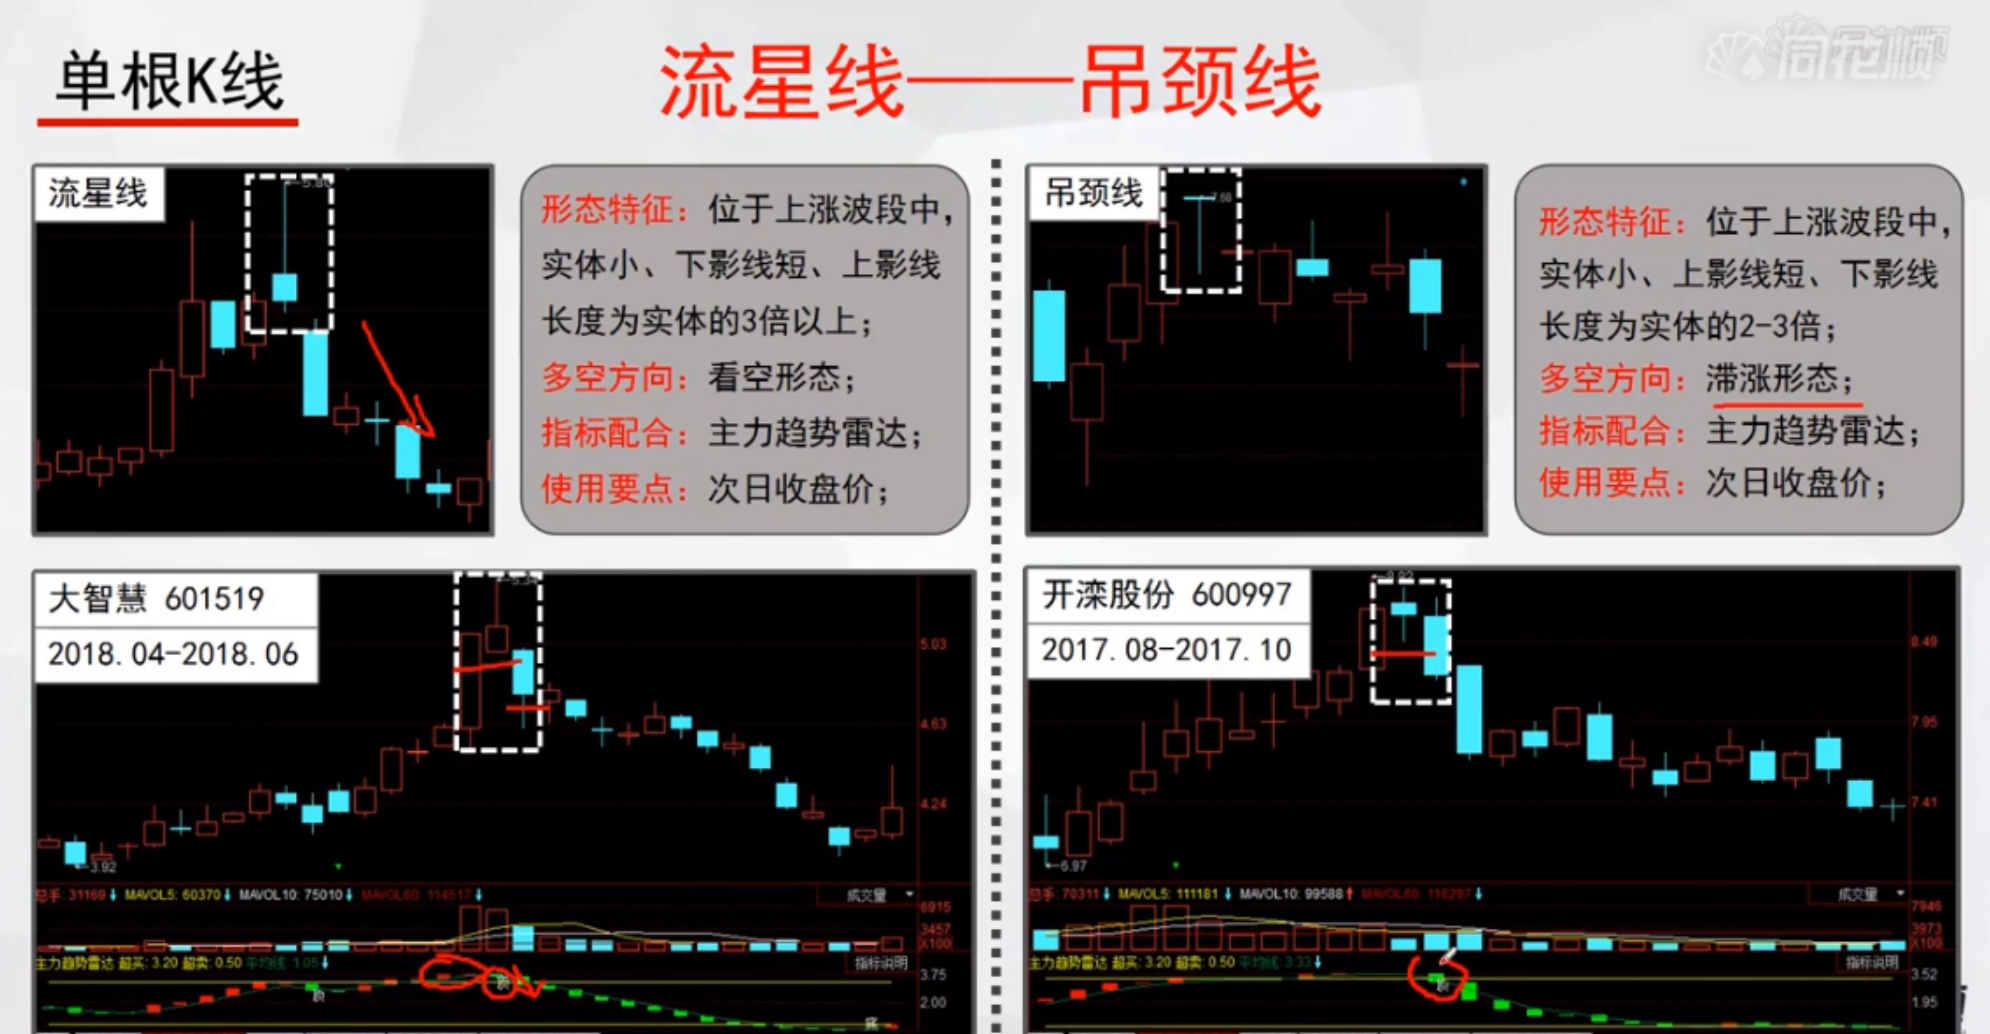 单根K线
流星线——吊颈线
同花顺
流星线
5.80
形态特征：位于上涨波段中，
实体小、下影线短、上影线
长度为实体的3倍以上；
多空方向：看空形态；
指标配合：主力趋势雷达；
使用要点：次日收盘价；
吊颈线
7.58
形态特征：位于上涨波段中，
实体小、上影线短、下影线
长度为实体的2-3倍；
多空方向：滞涨形态；
指标配合：主力趋势雷达；
使用要点：次日收盘价；
大智慧 601519
2018.04-2018.06
5.34
5.03
4.63
4.24
←3.92
总手: 31169↓ MAVOL5: 60370↓ MAVOL10: 75010↓ MAVOL60: 114517↓ 成交量
6915
3457
X100
主力趋势雷达 超买: 3.20 超卖: 0.50 平均线: 1.05↓ 指标说明
3.75
2.00
顶
顶
底
开滦股份 600997
2017.08-2017.10
8.49
7.95
7.41
←6.97
总手: 70311↓ MAVOL5: 111181↓ MAVOL10: 99588↑ MAVOL60: 116297↓ 成交量
7946
3973
X100
主力趋势雷达 超买: 3.20 超卖: 0.50 平均线: 3.33↓ 指标说明
3.52
1.95
顶